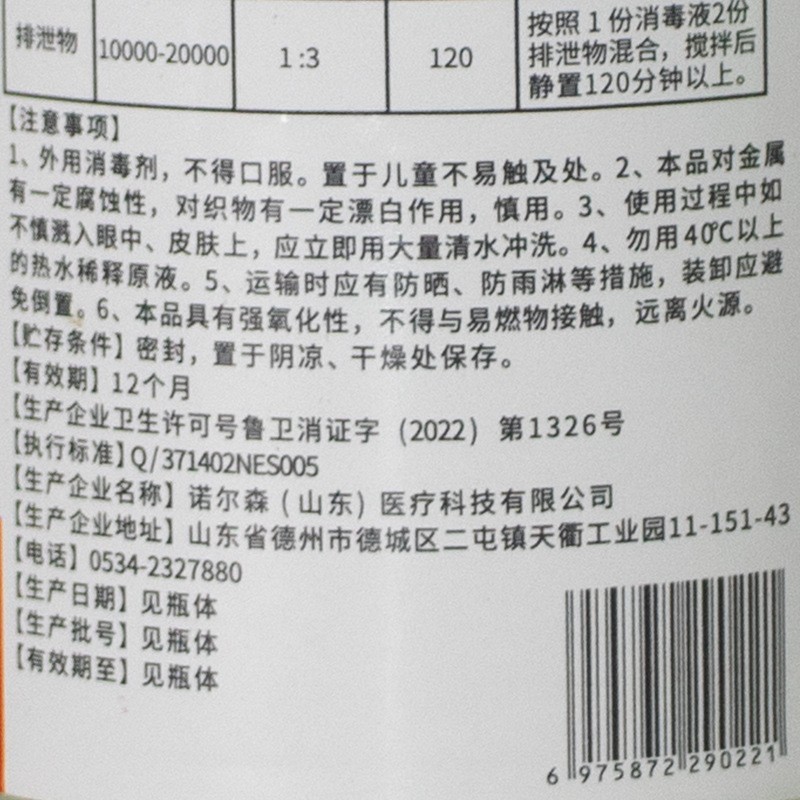 排泄物 10000-20000 1:3 120 按照1份消毒液2份
排泄物混合，搅拌后
静置120分钟以上。
【注意事项】
1、外用消毒剂，不得口服。置于儿童不易触及处。2、本品对金属
有一定腐蚀性，对织物有一定漂白作用，慎用。3、使用过程中如
不慎溅入眼中、皮肤上，应立即用大量清水冲洗。4、勿用40℃以上
的热水稀释原液。5、运输时应有防晒、防雨淋等措施，装卸应避
免倒置。6、本品具有强氧化性，不得与易燃物接触，远离火源。
【贮存条件】密封，置于阴凉、干燥处保存。
【有效期】12个月
【生产企业卫生许可号鲁卫消证字（2022）第1326号
【执行标准】Q/371402NES005
【生产企业名称】诺尔森（山东）医疗科技有限公司
【生产企业地址】山东省德州市德城区二屯镇天衢工业园11-151-43
【电话】0534-2327880
【生产日期】见瓶体
【生产批号】见瓶体
【有效期至】见瓶体
6 975872 290221